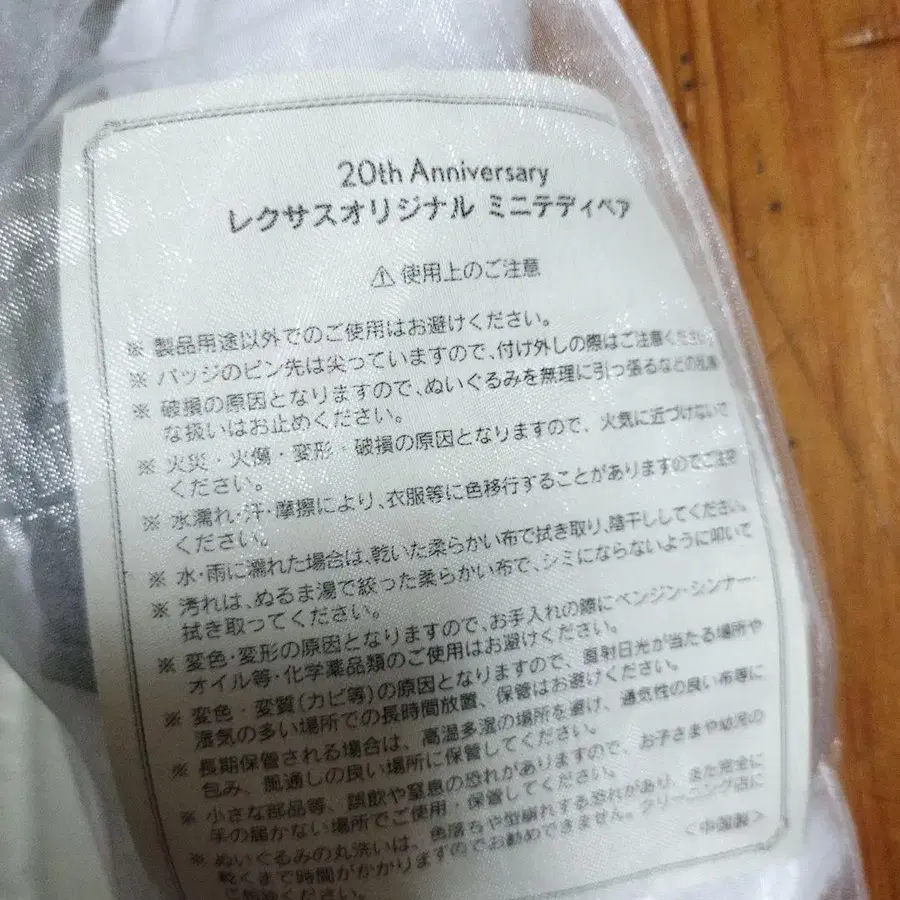 20th Anniversary
レクサスオリジナル ミニテディベア
⚠ 使用上のご注意
※ 製品用途以外でのご使用はお避けください。
※ バッジのピン先は尖っていますので、付け外しの際はご注意くださ
※ 破損の原因となりますので、ぬいぐるみを無理に引っ張るなどの
な扱いはお止めください。
※ 火災・火傷・変形・破損の原因となりますので、火気に近づけないで
ください。
※ 水濡れ・汗・摩擦により、衣服等に色移行することがありますのでご注意
ください。
※ 水・雨に濡れた場合は、乾いた柔らかい布で拭き取り、陰干ししてください。
※ 汚れは、ぬるま湯で絞った柔らかい布で、シミにならないように叩いて
拭き取ってください。
※ 変色・変形の原因となりますので、お手入れの際にベンジン・シンナー・
オイル等・化学薬品類のご使用はお避けください。
※ 変色・変質(カビ等)の原因となりますので、直射日光が当たる場所や
湿気の多い場所での長時間放置、保管はお避けください。
※ 長期保管される場合は、高温多湿の場所を避け、通気性の良い布等に
包み、風通しの良い場所に保管してください。
※ 小さな部品等、誤飲や窒息の恐れがありますので、お子さまや幼児の
手の届かない場所でご使用・保管してください。
※ ぬいぐるみの丸洗いは、色落ちや型崩れする恐れがあり、また完全に
乾くまで時間がかかりますのでお勧めできません。クリーニング店に
<中国製>